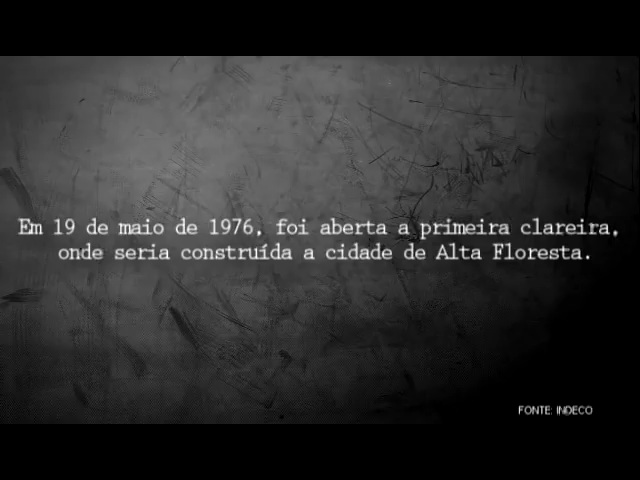 Em 19 de maio de 1976, foi aberta a primeira clareira,
onde seria construída a cidade de Alta Floresta.
FONTE: INDECO